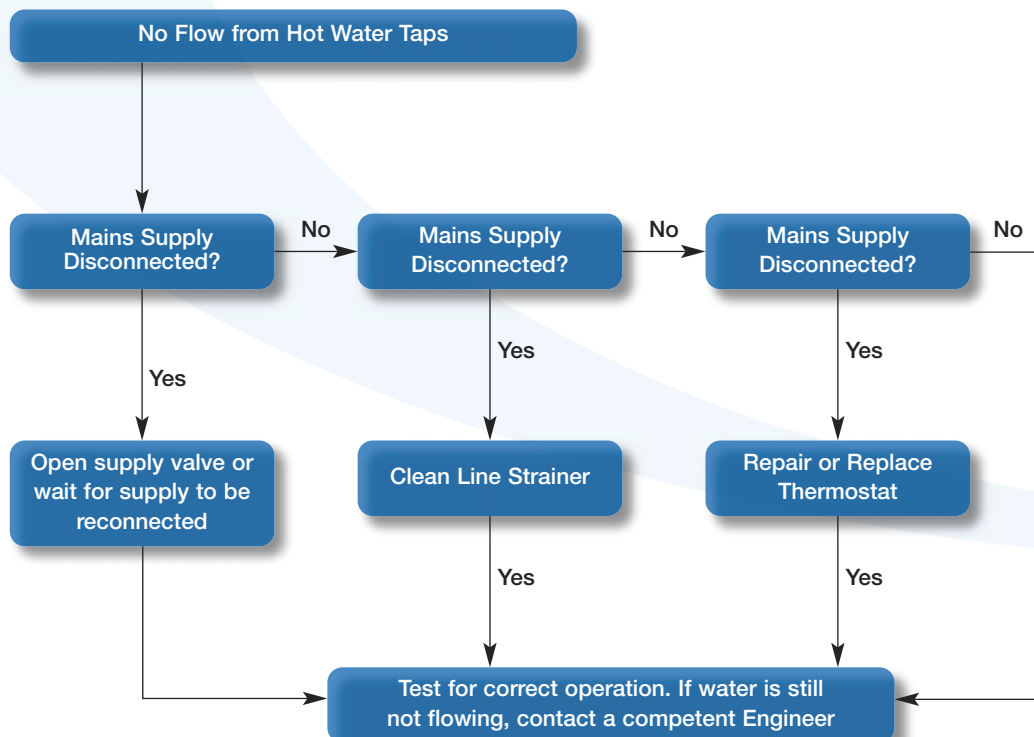 No Flow from Hot Water Taps
Mains Supply
Disconnected?
No
Mains Supply
Disconnected?
No
Mains Supply
Disconnected?
No
Yes
Yes
Yes
Open supply valve or
wait for supply to be
reconnected
Clean Line Strainer
Repair or Replace
Thermostat
Yes
Yes
Test for correct operation. If water is still
not flowing, contact a competent Engineer